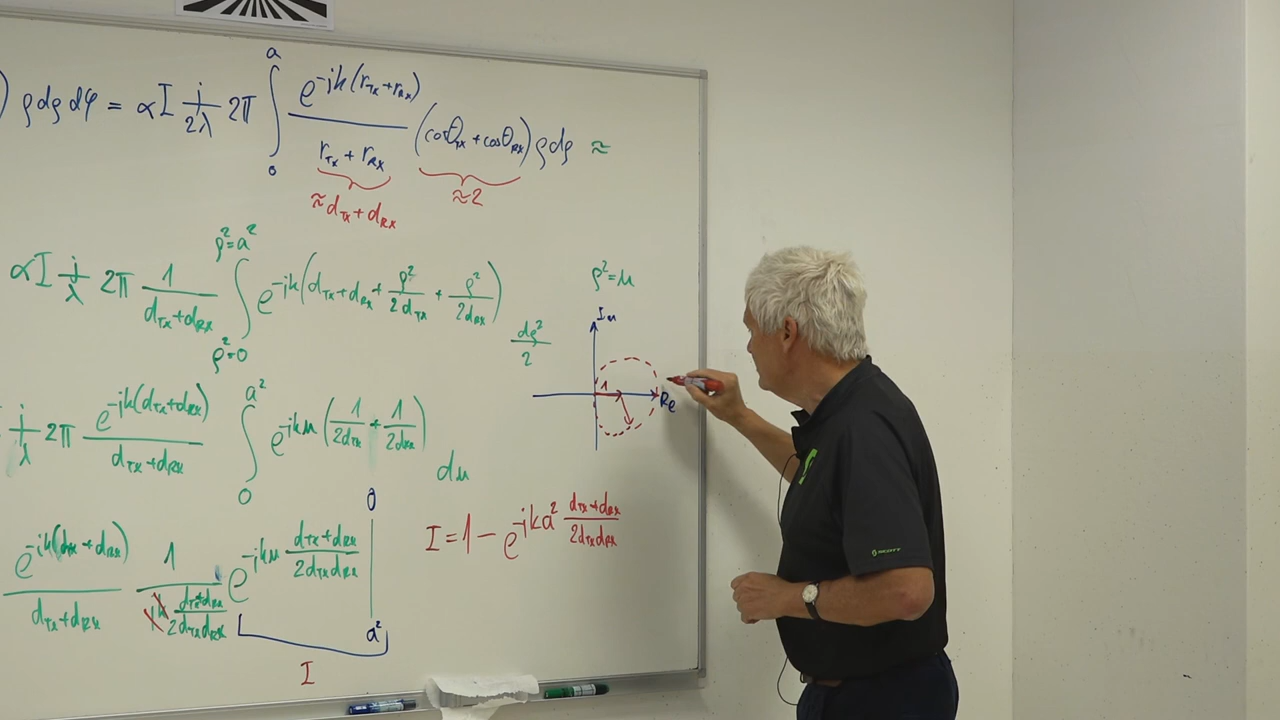 ) ρdρdφ = αI j/2λ 2π ∫₀ᵃ e^{-jk(r_Tx+r_Rx)}/(r_Tx + r_Rx) (cosθ_Tx + cosθ_Rx) ρdρ ≈
≈ d_Tx + d_Rx
≈ 2
αI j/λ 2π 1/(d_Tx+d_Rx) ∫_{ρ²=0}^{ρ²=a²} e^{-jk(d_Tx+d_Rx+ρ²/2d_Tx + ρ²/2d_Rx)} dρ²/2
ρ²=u
Im
1
Re
j/λ 2π e^{-jk(d_Tx+d_Rx)}/(d_Tx+d_Rx) ∫₀^{a²} e^{-jku(1/2d_Tx + 1/2d_Rx)} du
e^{-jk(d_Tx+d_Rx)}/(d_Tx+d_Rx) 1/(jk (d_Tx+d_Rx)/(2d_Tx d_Rx)) e^{-jku (d_Tx+d_Rx)/(2d_Tx d_Rx)} |_{a²}^{0}
I
I = 1 - e^{-jka² (d_Tx+d_Rx)/(2d_Tx d_Rx)}
SCOTT